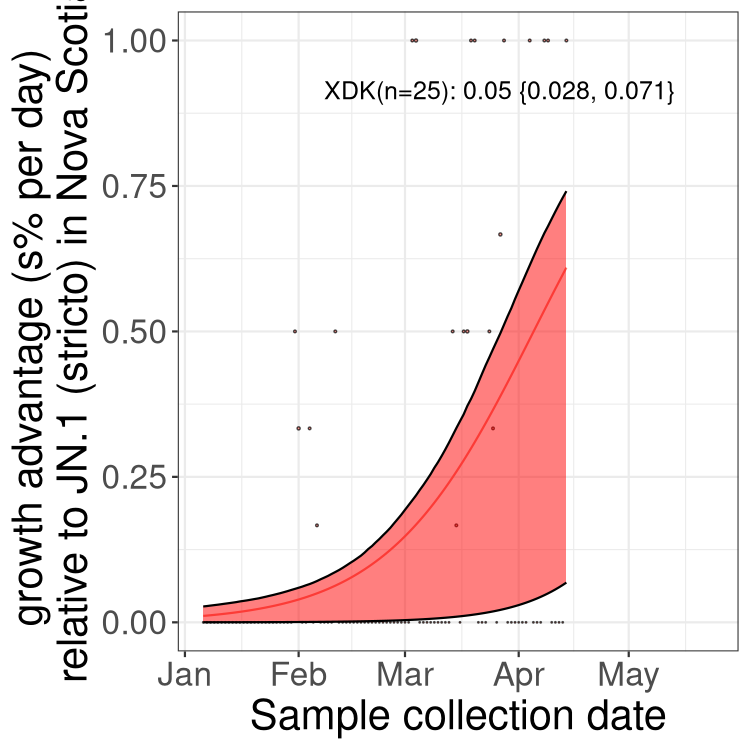 growth advantage (s% per day)
relative to JN.1 (stricto) in Nova Scotia
1.00
XDK(n=25): 0.05 {0.028, 0.071}
0.75
0.50
0.25
0.00
Jan Feb Mar Apr May
Sample collection date